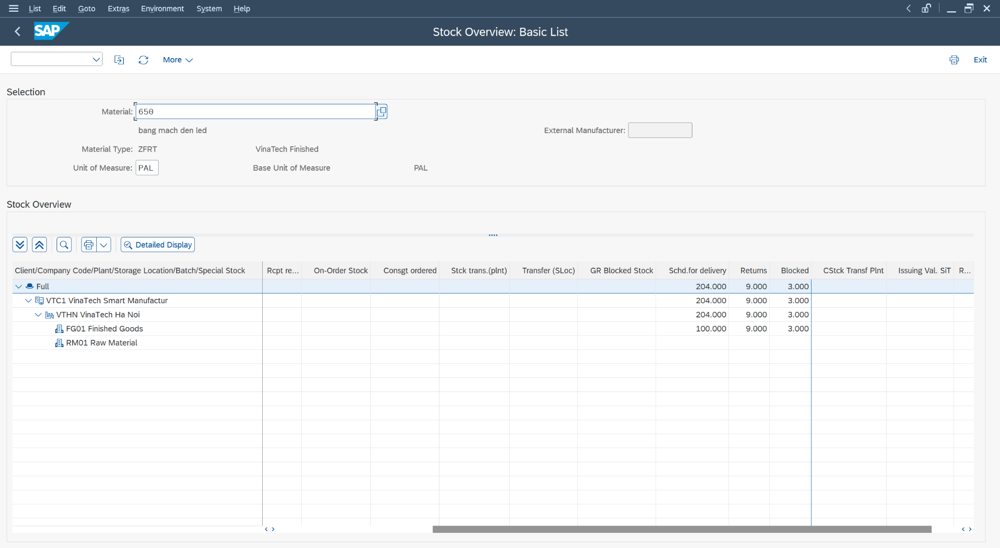 List Edit Goto Extras Environment System Help
SAP Stock Overview: Basic List
More Exit
Selection
Material: 650
bang mach den led External Manufacturer:
Material Type: ZFRT VinaTech Finished
Unit of Measure: PAL Base Unit of Measure PAL
Stock Overview
Detailed Display
Client/Company Code/Plant/Storage Location/Batch/Special Stock Rcpt re... On-Order Stock Consgt ordered Stck trans.(plnt) Transfer (SLoc) GR Blocked Stock Schd.for delivery Returns Blocked CStck Transf Plnt Issuing Val. SiT R...
Full 204.000 9.000 3.000
VTC1 VinaTech Smart Manufactur 204.000 9.000 3.000
VTHN VinaTech Ha Noi 204.000 9.000 3.000
FG01 Finished Goods 100.000 9.000 3.000
RM01 Raw Material